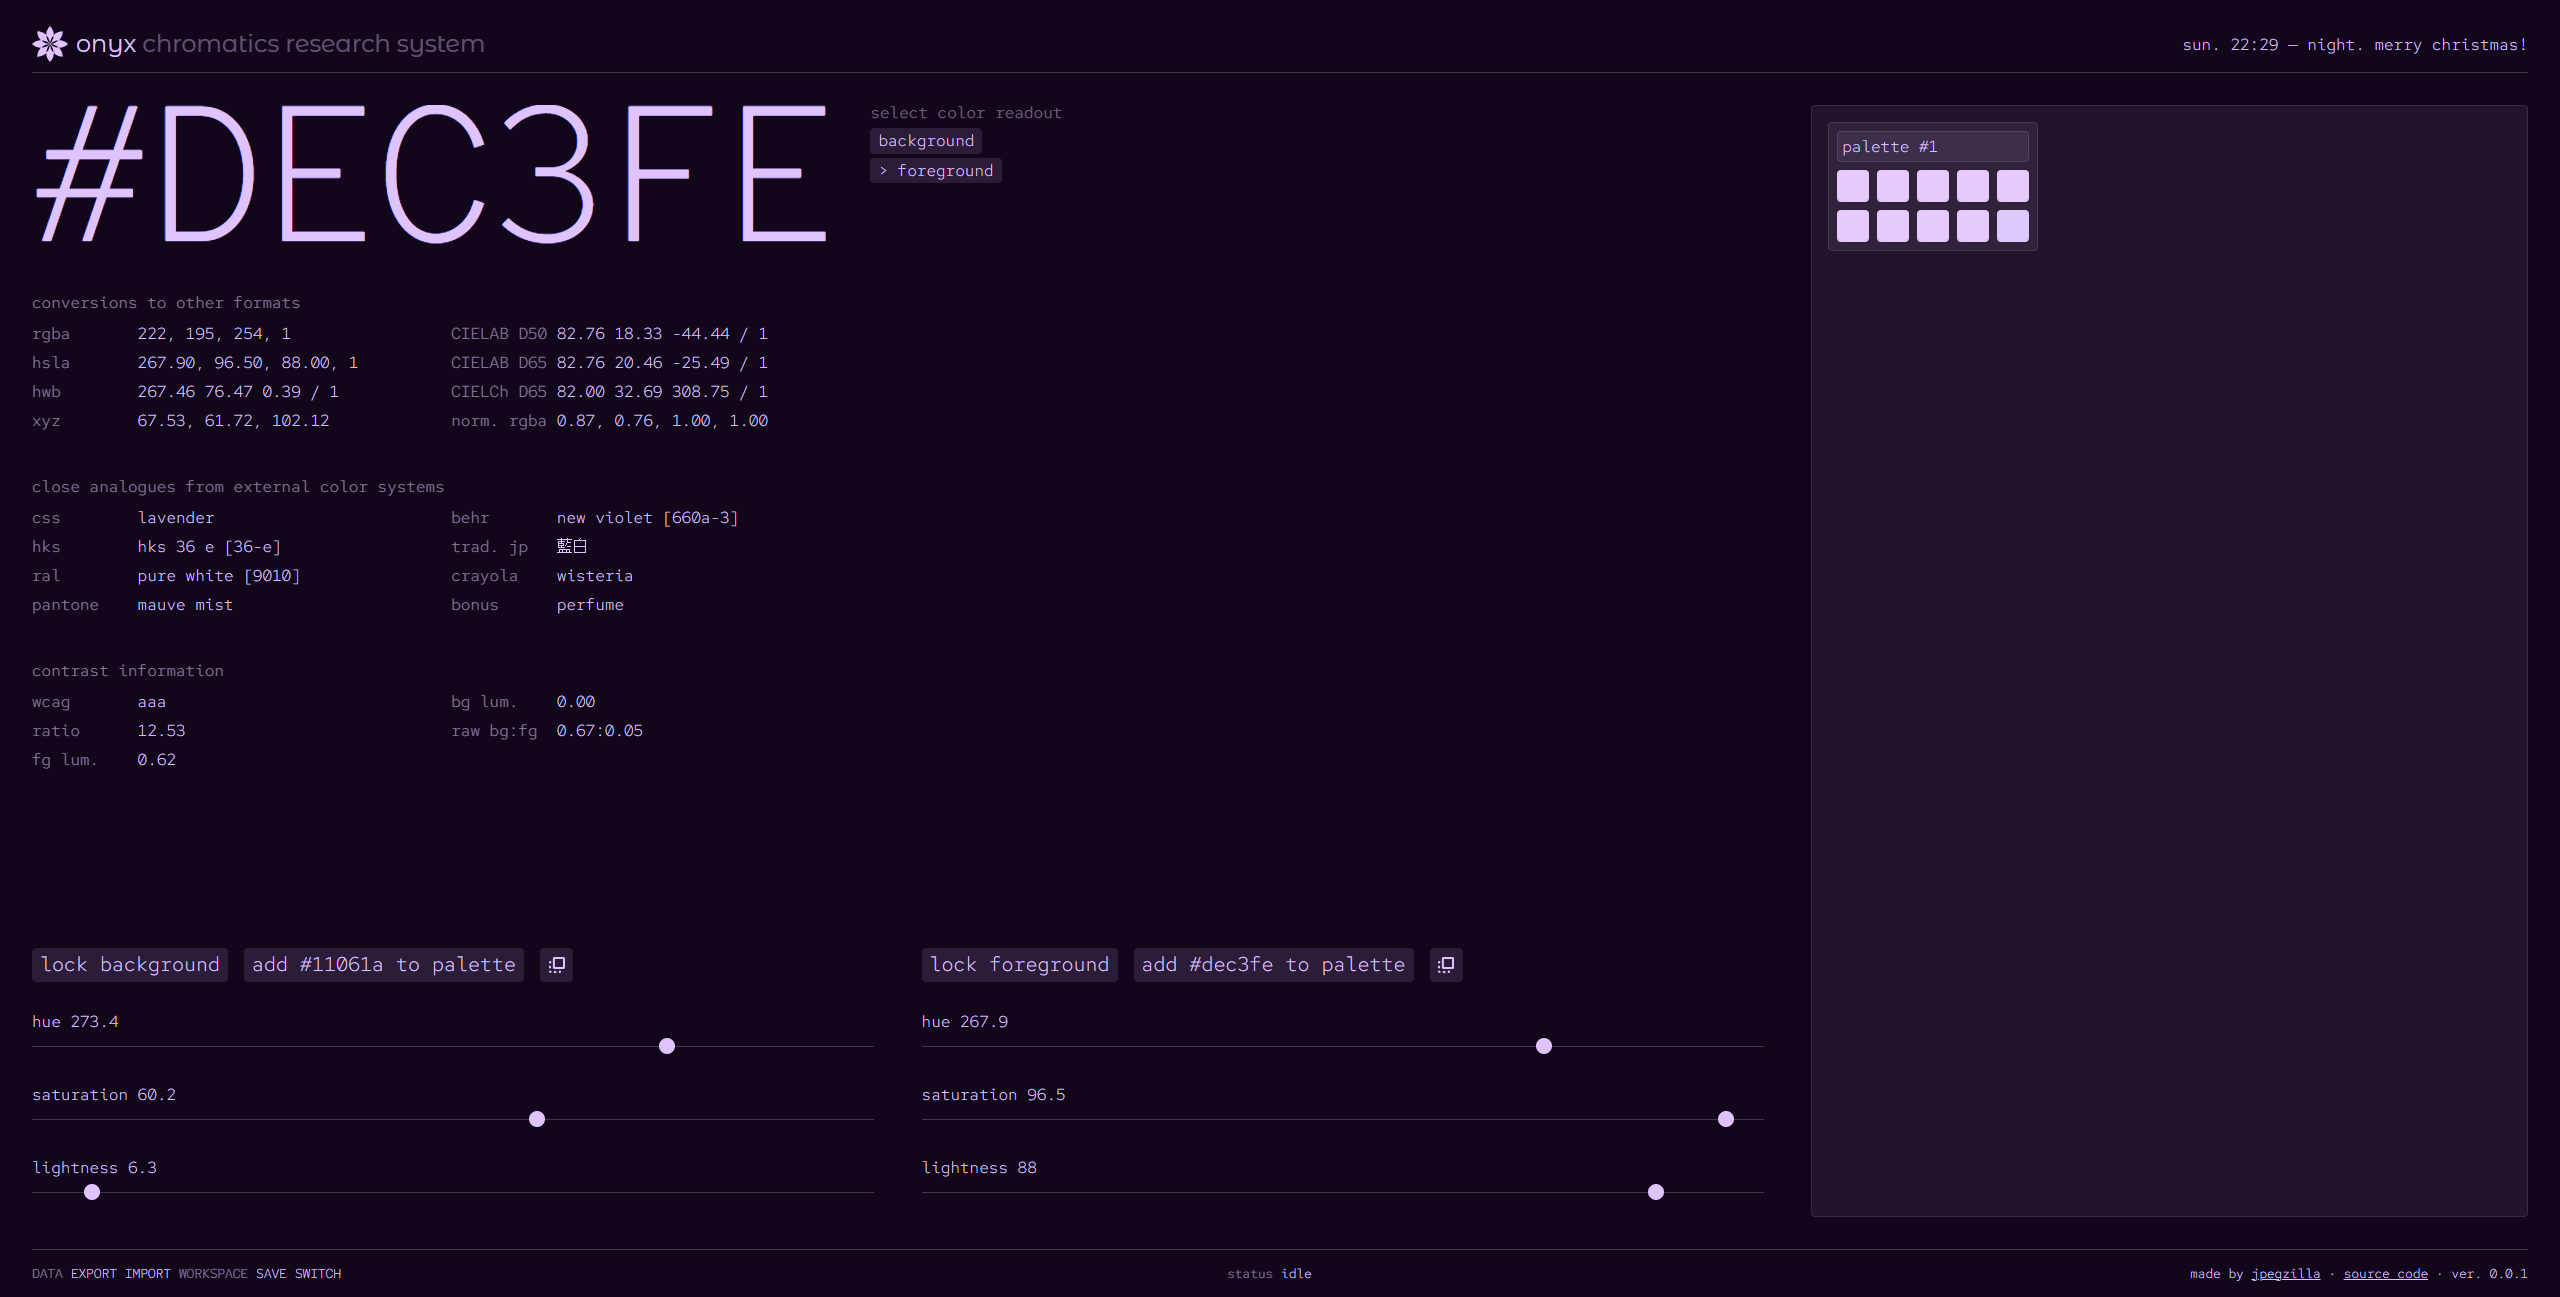 onyx chromatics research system
sun. 22:29 — night. merry christmas!
#DEC3FE
select color readout
background
> foreground
palette #1
conversions to other formats
rgba 222, 195, 254, 1
CIELAB D50 82.76 18.33 -44.44 / 1
hsla 267.90, 96.50, 88.00, 1
CIELAB D65 82.76 20.46 -25.49 / 1
hwb 267.46 76.47 0.39 / 1
CIELCh D65 82.00 32.69 308.75 / 1
xyz 67.53, 61.72, 102.12
norm. rgba 0.87, 0.76, 1.00, 1.00
close analogues from external color systems
css lavender
behr new violet [660a-3]
hks hks 36 e [36-e]
trad. jp 藍白
ral pure white [9010]
crayola wisteria
pantone mauve mist
bonus perfume
contrast information
wcag aaa
bg lum. 0.00
ratio 12.53
raw bg:fg 0.67:0.05
fg lum. 0.62
lock background add #11061a to palette
lock foreground add #dec3fe to palette
hue 273.4
hue 267.9
saturation 60.2
saturation 96.5
lightness 6.3
lightness 88
DATA EXPORT IMPORT WORKSPACE SAVE SWITCH
status idle
made by jpegzilla · source code · ver. 0.0.1